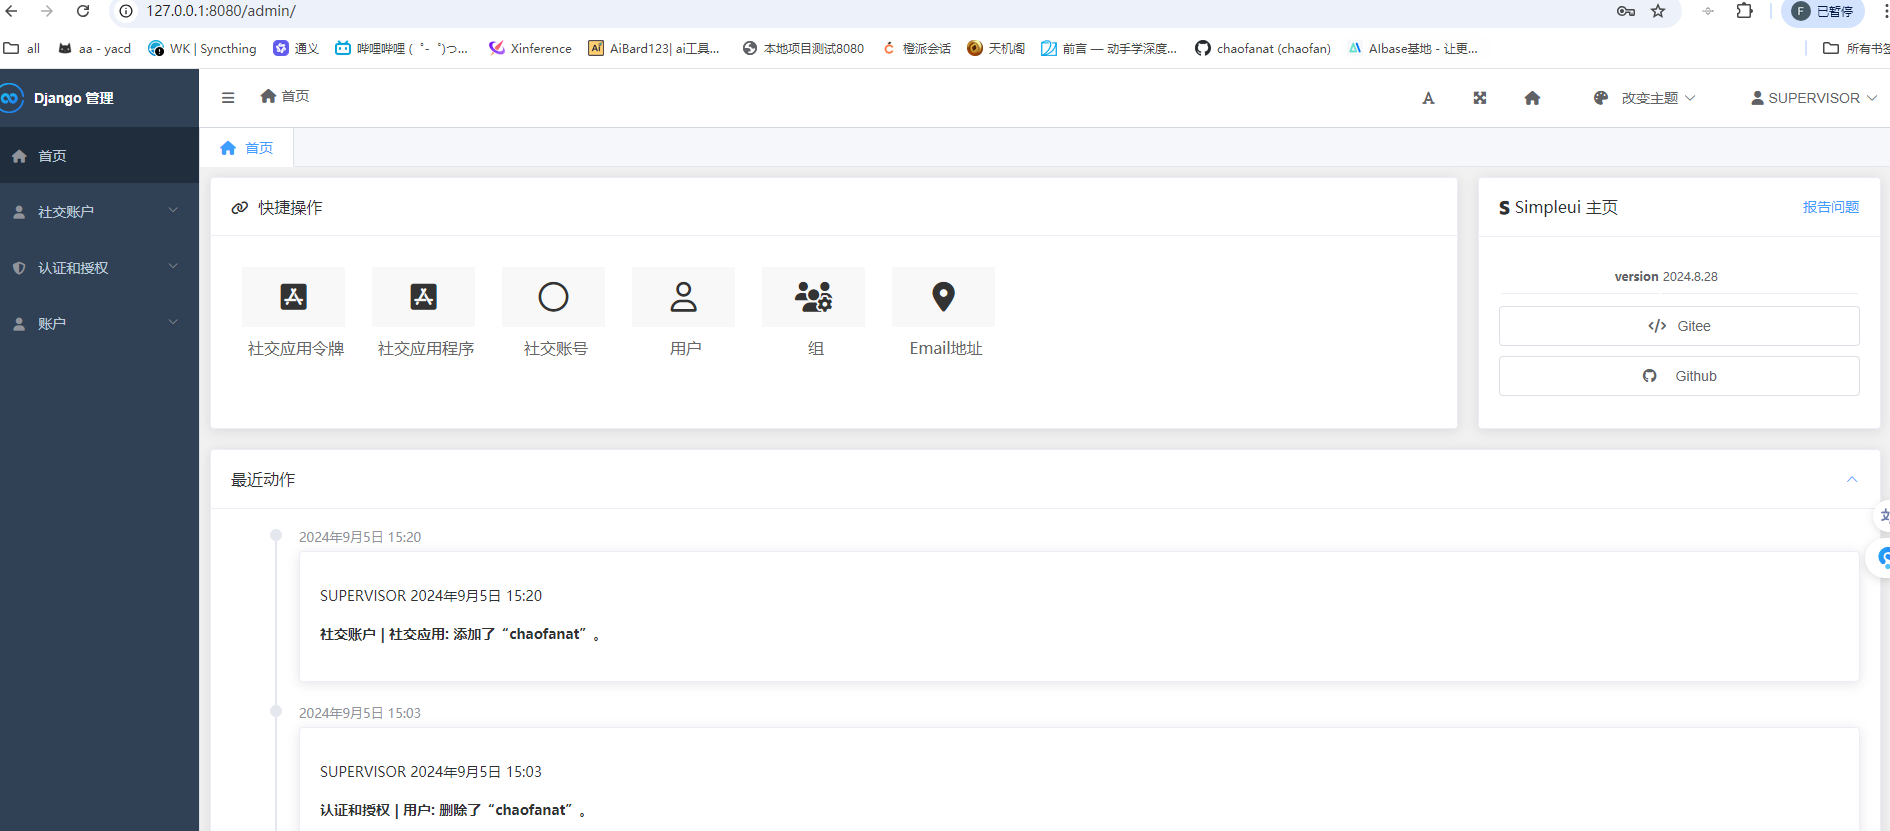 127.0.0.1:8080/admin/
已暂停
all
aa - yacd
WK | Syncthing
通义
哔哩哔哩 (゜-゜)つ...
Xinference
AiBard123| ai工具...
本地项目测试8080
橙派会话
天机阁
前言 — 动手学深度...
chaofanat (chaofan)
AIbase基地 - 让更...
所有书签
Django 管理
首页
改变主题
SUPERVISOR
首页
社交账户
认证和授权
账户
首页
快捷操作
社交应用令牌
社交应用程序
社交账号
用户
组
Email地址
Simpleui 主页
报告问题
version 2024.8.28
Gitee
Github
最近动作
2024年9月5日 15:20
SUPERVISOR 2024年9月5日 15:20
社交账户 | 社交应用: 添加了“chaofanat”。
2024年9月5日 15:03
SUPERVISOR 2024年9月5日 15:03
认证和授权 | 用户: 删除了“chaofanat”。